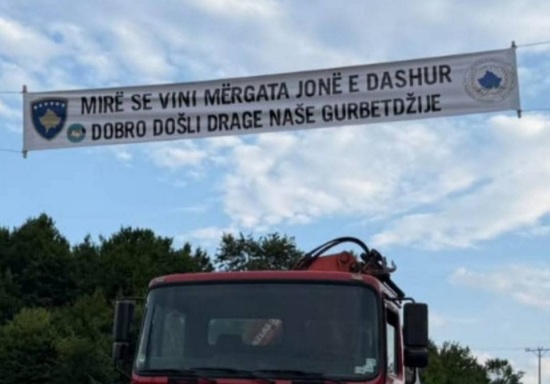 MIRË SE VINI MËRGATA JONË E DASHUR
DOBRO DOŠLI DRAGE NAŠE GURBETDŽIJE